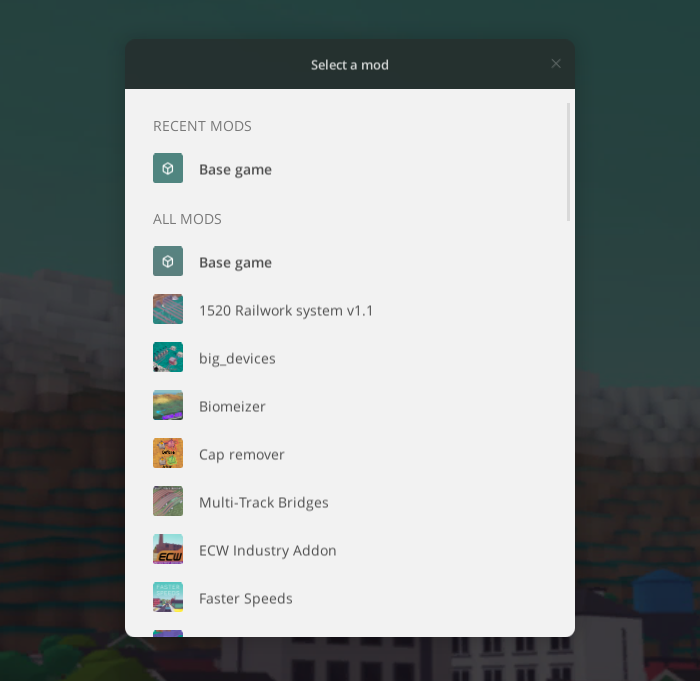 Select a mod
RECENT MODS
Base game
ALL MODS
Base game
1520 Railwork system v1.1
big_devices
Biomeizer
Cap remover
Multi-Track Bridges
ECW
ECW Industry Addon
FASTER
SPEEDS
Faster Speeds